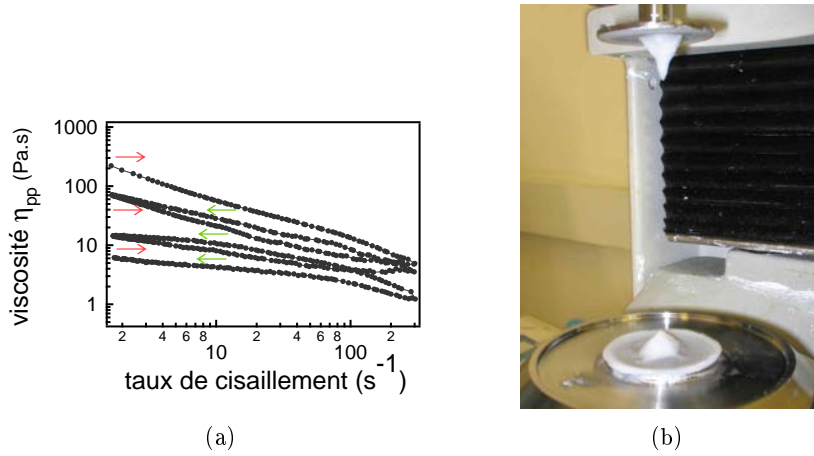 1000
100
10
1
viscosité ηpp (Pa.s)
2 4 6 8 10 2 4 6 8 100 2
taux de cisaillement (s-1)
(a) (b)